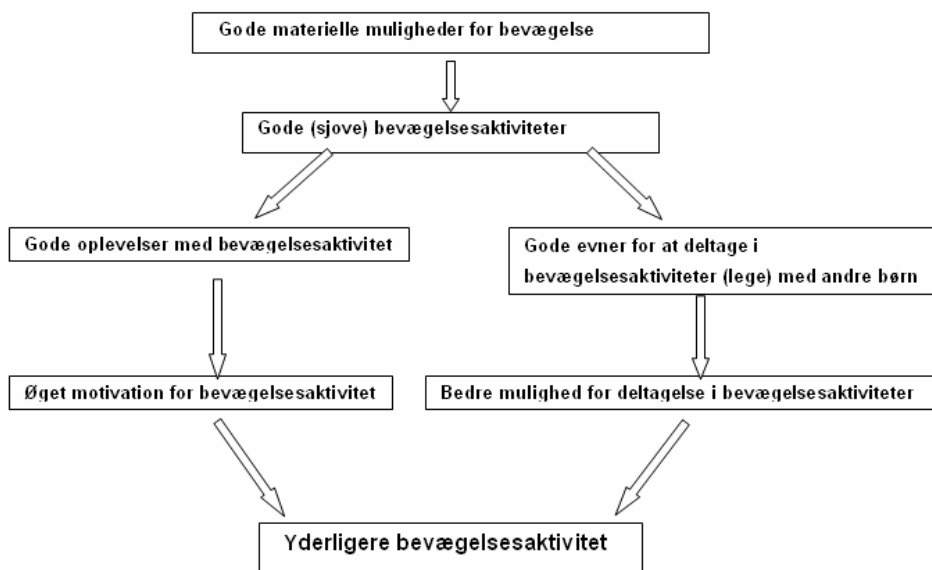 Gode materielle muligheder for bevægelse
Gode (sjove) bevægelsesaktiviteter
Gode oplevelser med bevægelsesaktivitet
Gode evner for at deltage i
bevægelsesaktiviteter (lege) med andre børn
Øget motivation for bevægelsesaktivitet
Bedre mulighed for deltagelse i bevægelsesaktiviteter
Yderligere bevægelsesaktivitet